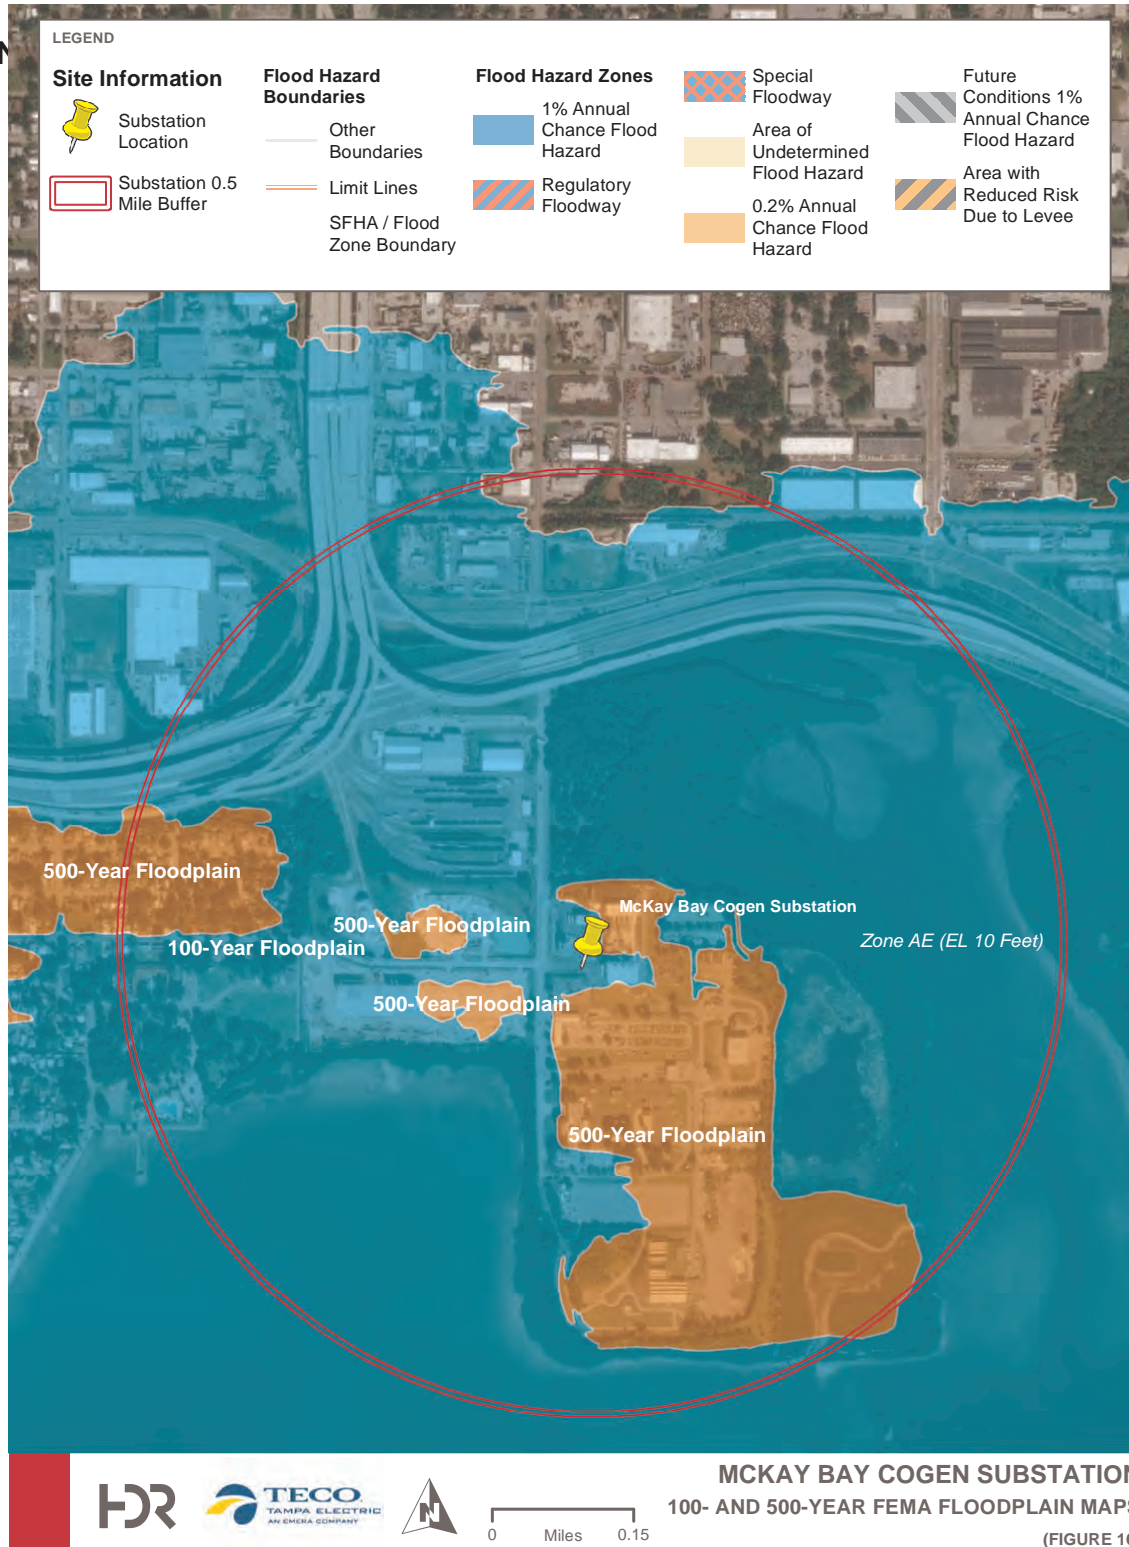 LEGEND
Site Information
Substation
Location
Substation 0.5
Mile Buffer
Flood Hazard
Boundaries
Other
Boundaries
Limit Lines
SFHA / Flood
Zone Boundary
Flood Hazard Zones
1% Annual
Chance Flood
Hazard
Regulatory
Floodway
Special
Floodway
Area of
Undetermined
Flood Hazard
0.2% Annual
Chance Flood
Hazard
Future
Conditions 1%
Annual Chance
Flood Hazard
Area with
Reduced Risk
Due to Levee
500-Year Floodplain
500-Year Floodplain
McKay Bay Cogen Substation
100-Year Floodplain
Zone AE (EL 10 Feet)
500-Year Floodplain
500-Year Floodplain
HDR
TECO
TAMPA ELECTRIC
AN EMERA COMPANY
N
0 Miles 0.15
MCKAY BAY COGEN SUBSTATION
100- AND 500-YEAR FEMA FLOODPLAIN MAPS
(FIGURE 16